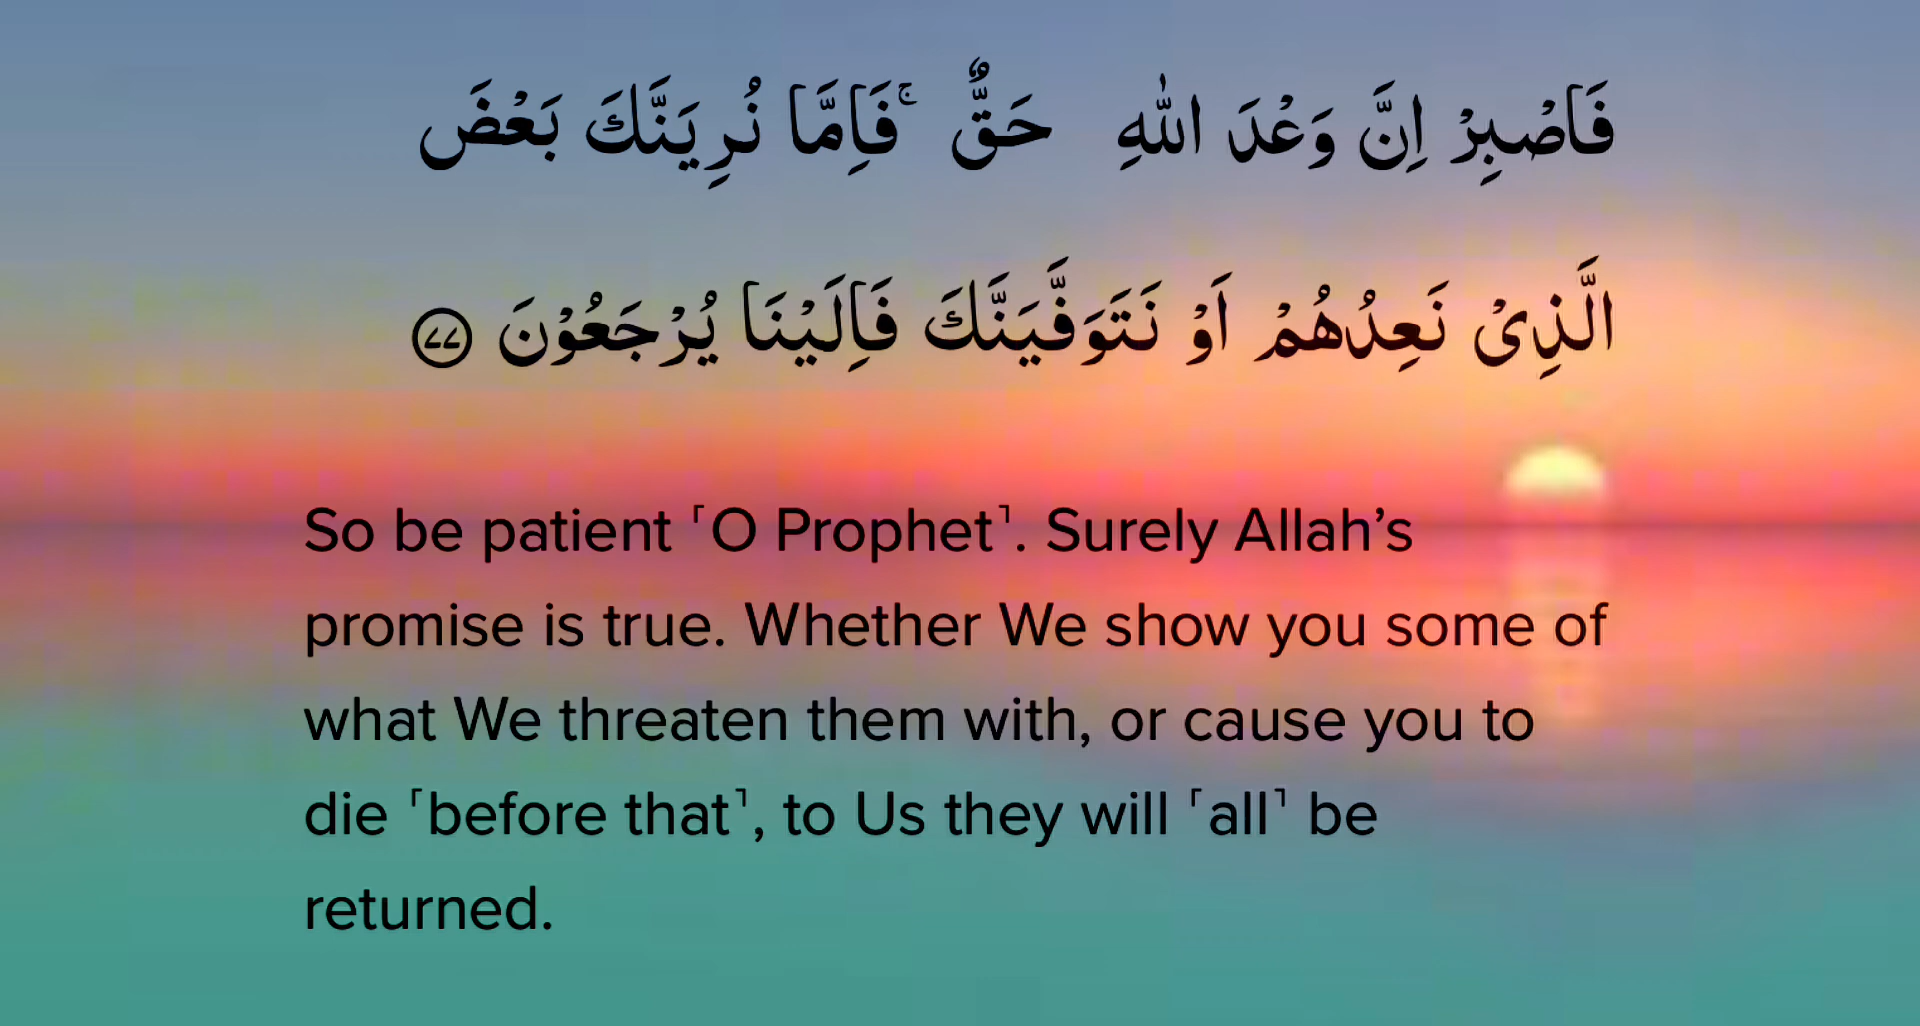 فَاصْبِرْ اِنَّ وَعْدَ اللّٰهِ حَقٌّ ۚ فَاِمَّا نُرِيَنَّكَ بَعْضَ
الَّذِىْ نَعِدُهُمْ اَوْ نَتَوَفَّيَنَّكَ فَاِلَيْنَا يُرْجَعُوْنَ ۷۷
So be patient ˹O Prophet˺. Surely Allah’s
promise is true. Whether We show you some of
what We threaten them with, or cause you to
die ˹before that˺, to Us they will ˹all˺ be
returned.